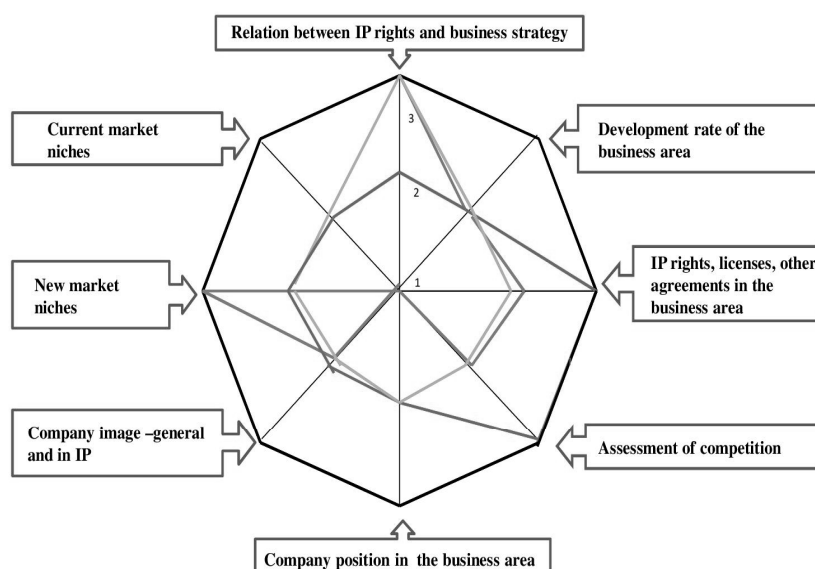 Relation between IP rights and business strategy
Current market
niches
3
Development rate of the
business area
2
New market
niches
1
IP rights, licenses, other
agreements in the
business area
Company image –general
and in IP
Assessment of competition
Company position in the business area